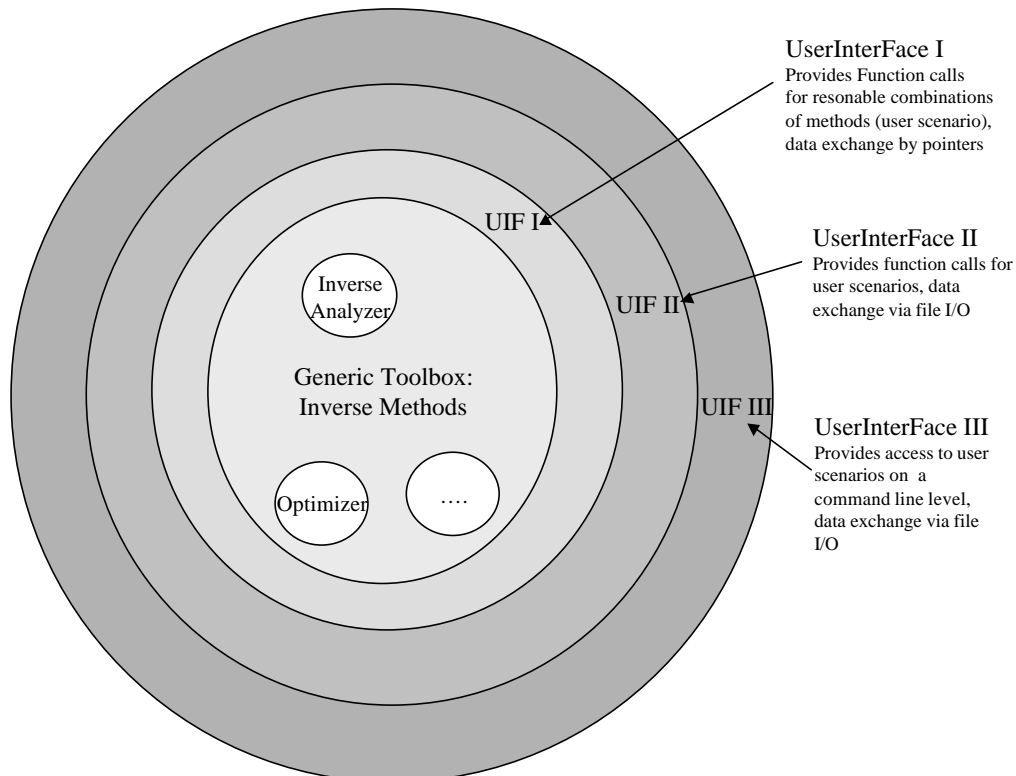 UserInterFace I
Provides Function calls
for resonable combinations
of methods (user scenario),
data exchange by pointers
UIF I
UserInterFace II
Provides function calls for
user scenarios, data
exchange via file I/O
UIF II
Inverse
Analyzer
Generic Toolbox:
Inverse Methods
UIF III
UserInterFace III
Provides access to user
scenarios on a
command line level,
data exchange via file
I/O
Optimizer
....